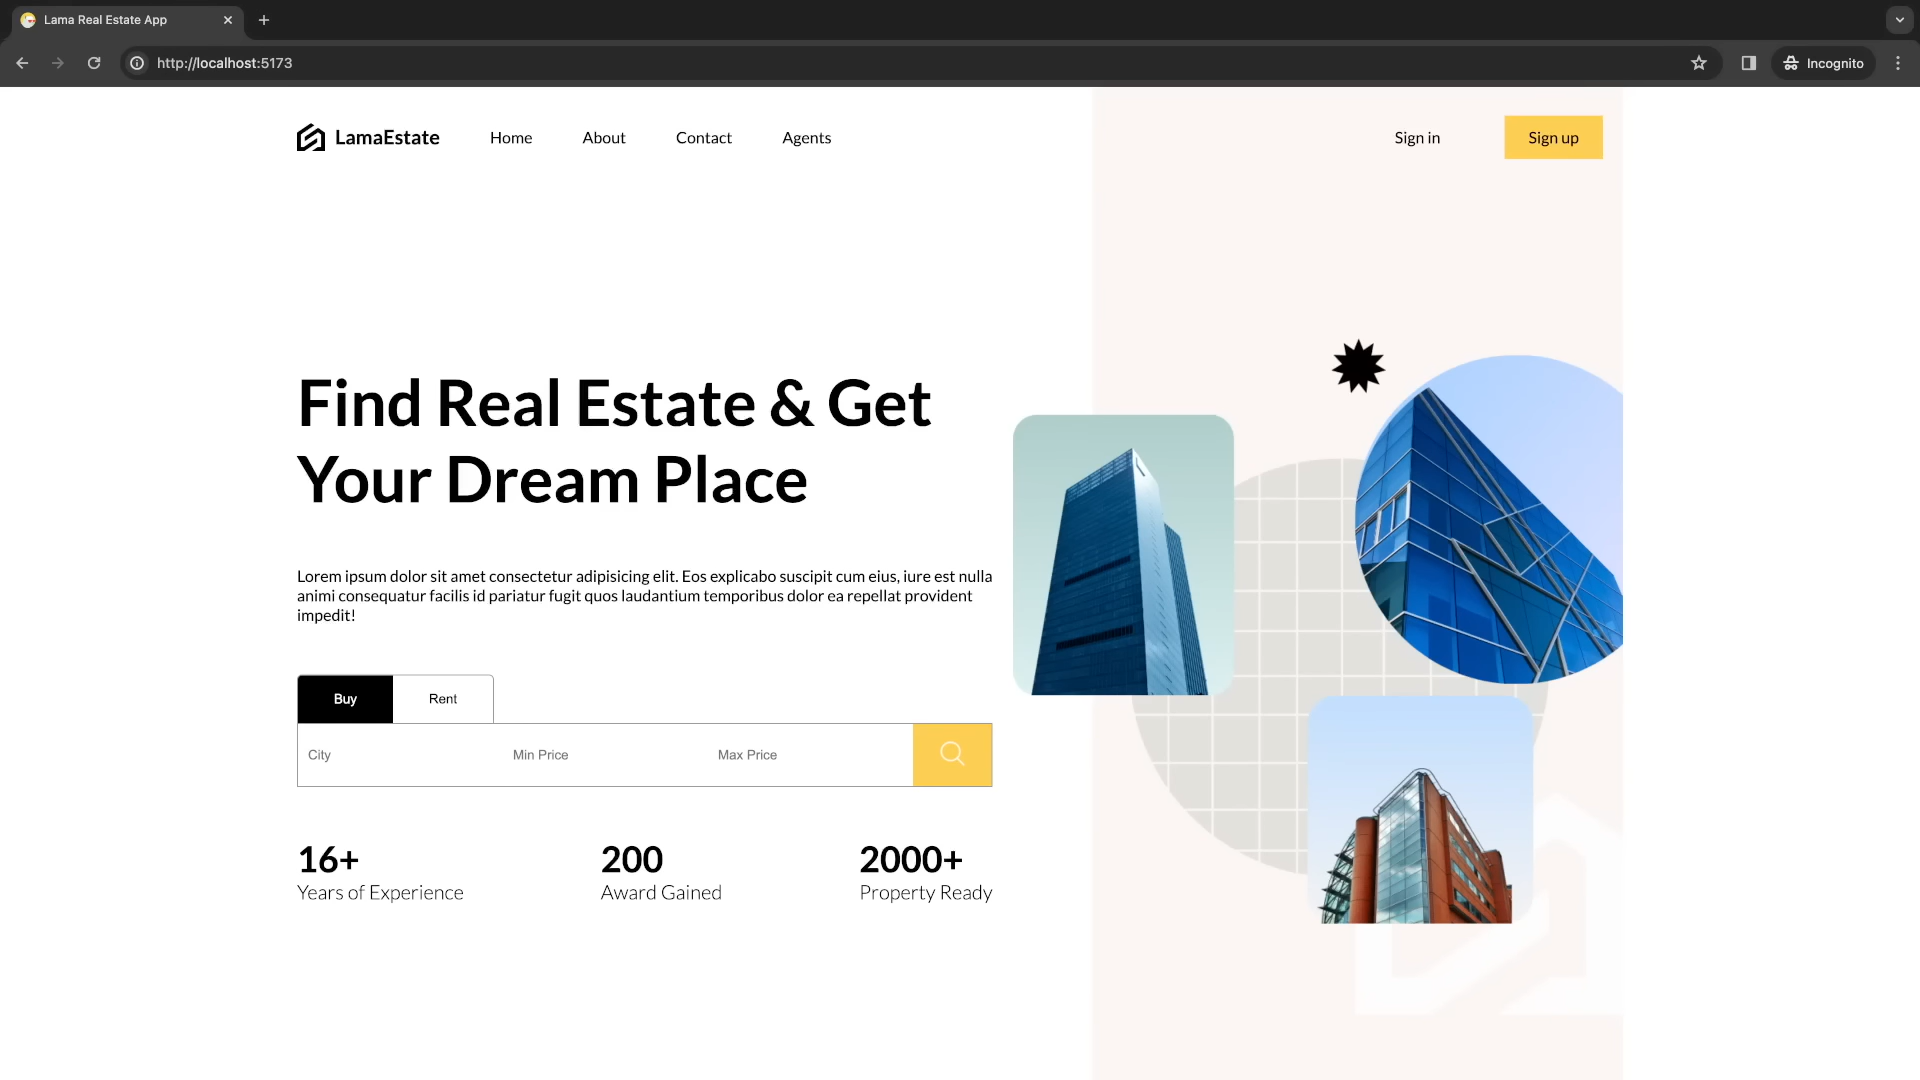 Lama Real Estate App
http://localhost:5173
Incognito
LamaEstate
Home
About
Contact
Agents
Sign in
Sign up
Find Real Estate & Get
Your Dream Place
Lorem ipsum dolor sit amet consectetur adipisicing elit. Eos explicabo suscipit cum eius, iure est nulla
animi consequatur facilis id pariatur fugit quos laudantium temporibus dolor ea repellat provident
impedit!
Buy
Rent
City
Min Price
Max Price
16+
Years of Experience
200
Award Gained
2000+
Property Ready